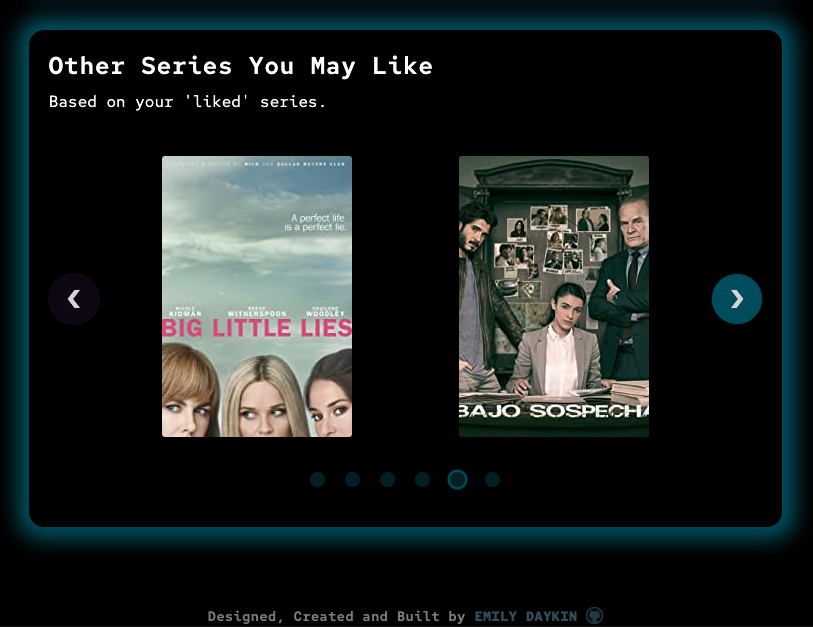 Other Series You May Like
Based on your 'liked' series.
A perfect life
is a perfect lie.
NICOLE
KIDMAN
REESE
WITHERSPOON
SHAILENE
WOODLEY
BIG LITTLE LIES
BAJO SOSPECHA
Designed, Created and Built by EMILY DAYKIN